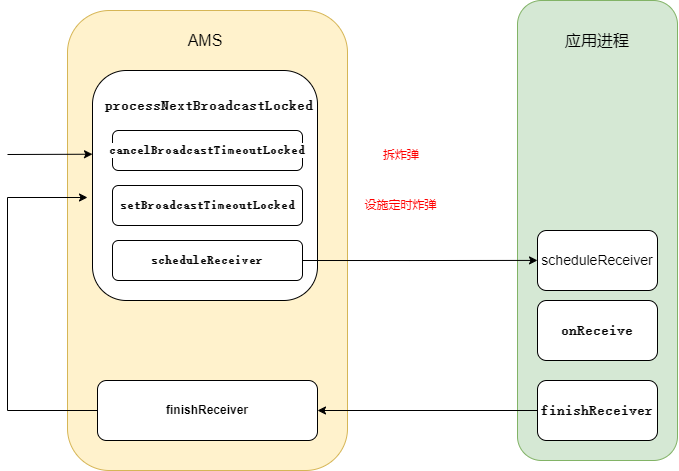 AMS
应用进程
processNextBroadcastLocked
cancelBroadcastTimeoutLocked
拆炸弹
setBroadcastTimeoutLocked
设施定时炸弹
scheduleReceiver
scheduleReceiver
onReceive
finishReceiver
finishReceiver